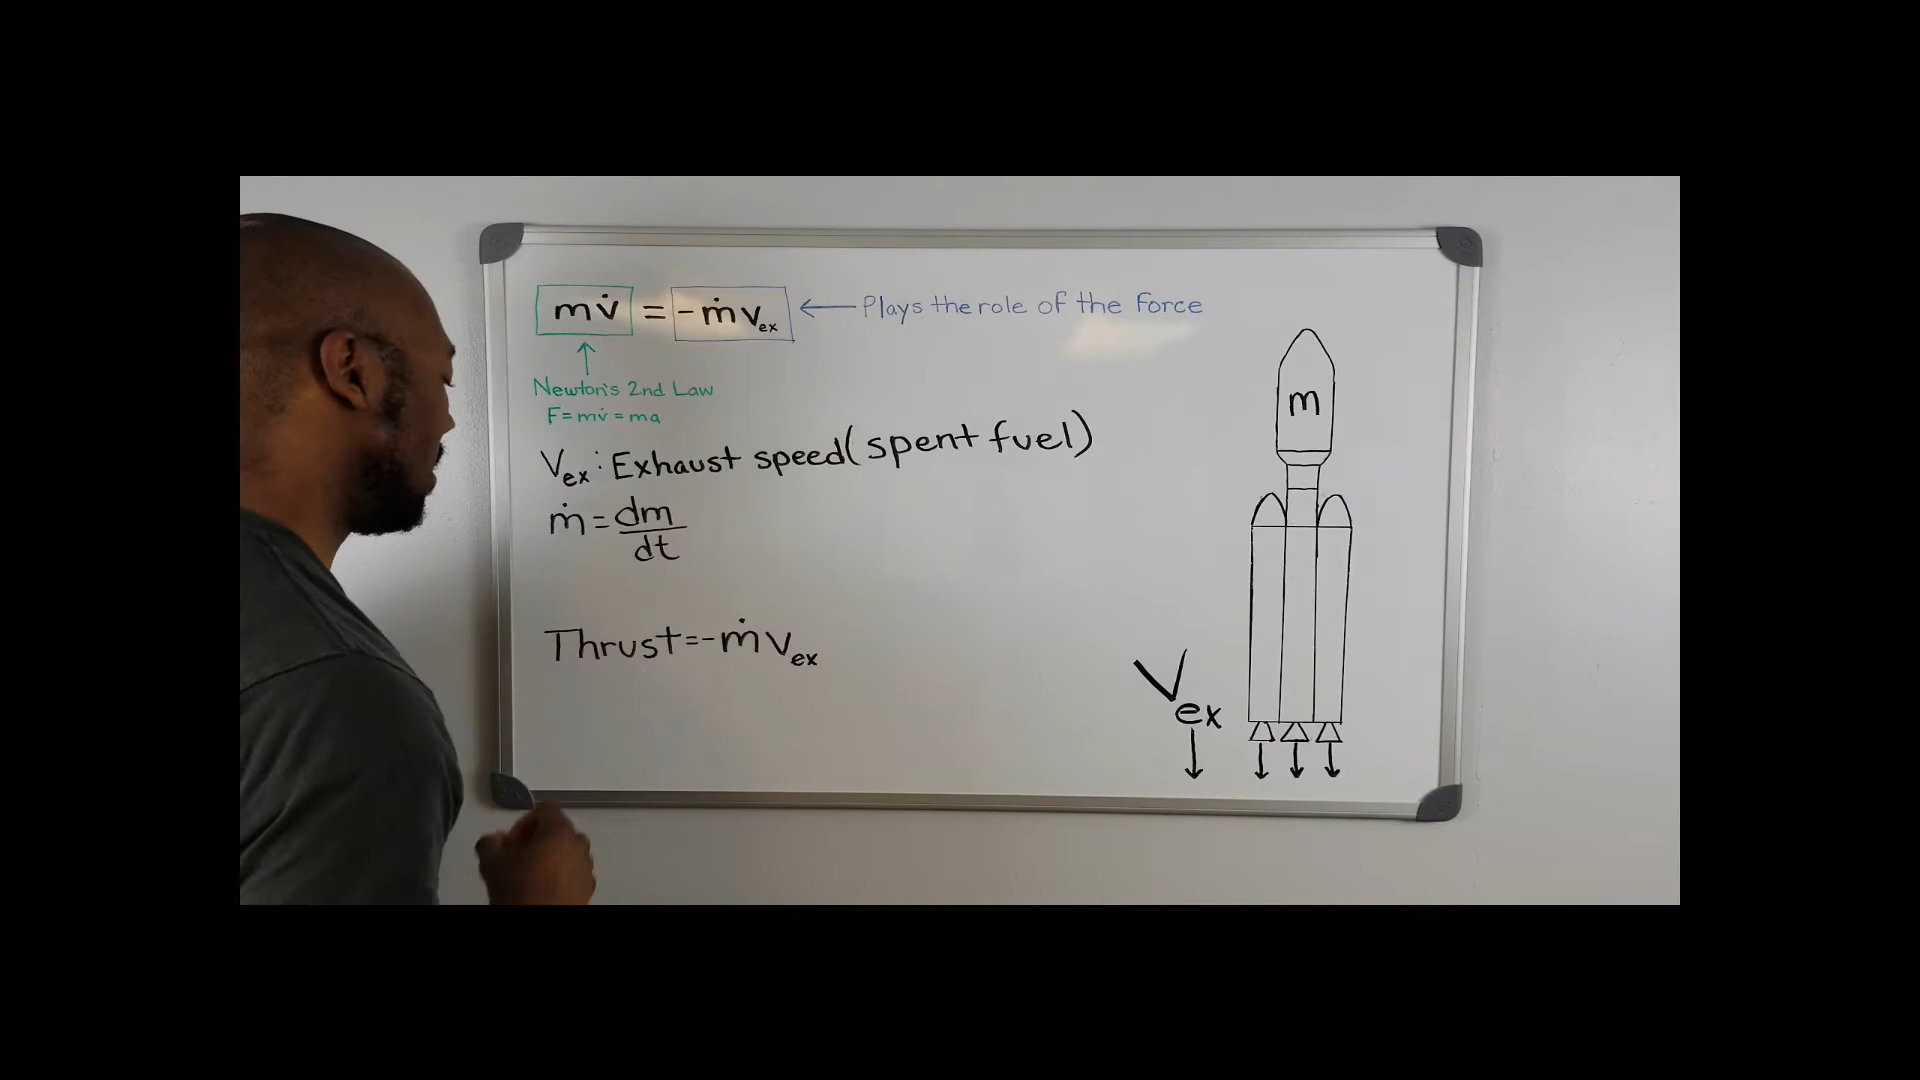 mv̇ = -ṁv_ex ← Plays the role of the Force
Newton's 2nd Law
F=mv̇=ma
V_ex: Exhaust speed(spent fuel)
ṁ=dm/dt
Thrust=-ṁv_ex
m
V_ex